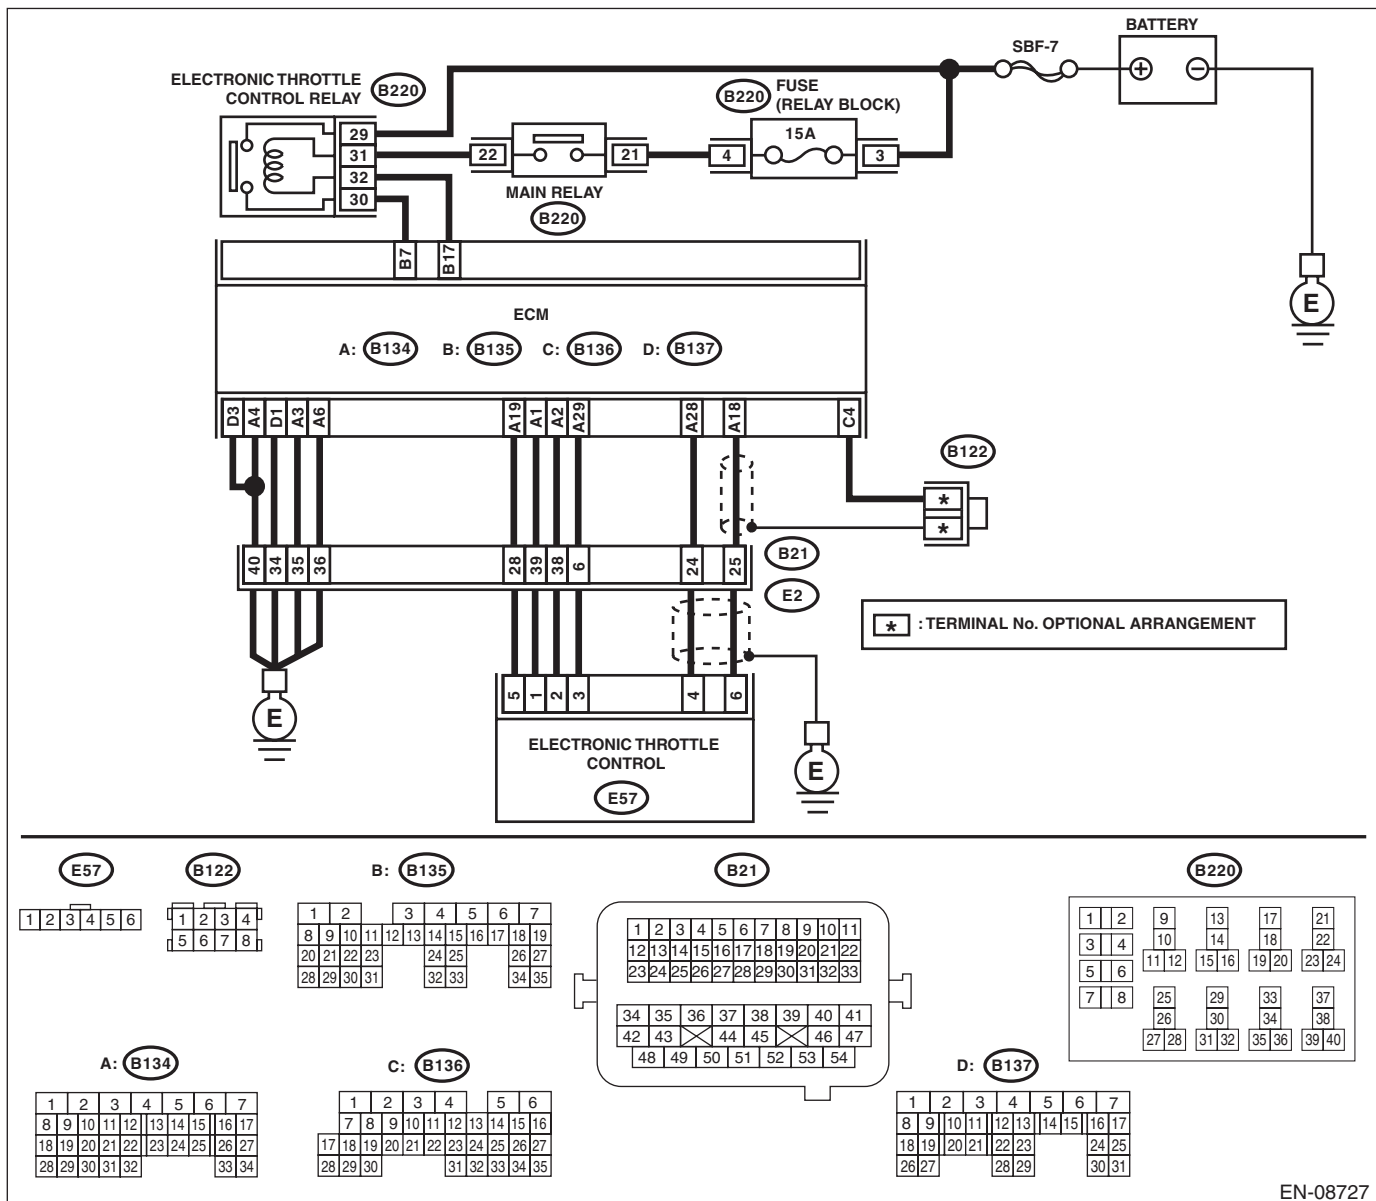 BATTERY
SBF-7
ELECTRONIC THROTTLE
CONTROL RELAY
B220
B220
FUSE
(RELAY BLOCK)
15A
29
31
32
30
22
21
4
3
MAIN RELAY
B220
B7
B17
E
ECM
A: B134 B: B135 C: B136 D: B137
D3 A4 D1 A3 A6 A19 A1 A2 A29 A28 A18 C4
B122
*
*
40 34 35 36 28 39 38 6 24 25
B21
E2
* : TERMINAL No. OPTIONAL ARRANGEMENT
5 1 2 3 4 6
E
ELECTRONIC THROTTLE
CONTROL
E57
E
E57
1 2 3 4 5 6
B122
1 2 3 4
5 6 7 8
B: B135
1 2 3 4 5 6 7
8 9 10 11 12 13 14 15 16 17 18 19
20 21 22 23 24 25 26 27
28 29 30 31 32 33 34 35
B21
1 2 3 4 5 6 7 8 9 10 11
12 13 14 15 16 17 18 19 20 21 22
23 24 25 26 27 28 29 30 31 32 33
34 35 36 37 38 39 40 41
42 43 44 45 46 47
48 49 50 51 52 53 54
B220
1 2 9 13 17 21
3 4 10 14 18 22
11 12 15 16 19 20 23 24
5 6
7 8 25 29 33 37
26 30 34 38
27 28 31 32 35 36 39 40
A: B134
1 2 3 4 5 6 7
8 9 10 11 12 13 14 15 16 17
18 19 20 21 22 23 24 25 26 27
28 29 30 31 32 33 34
C: B136
1 2 3 4 5 6
7 8 9 10 11 12 13 14 15 16
17 18 19 20 21 22 23 24 25 26 27
28 29 30 31 32 33 34 35
D: B137
1 2 3 4 5 6 7
8 9 10 11 12 13 14 15 16 17
18 19 20 21 22 23 24 25
26 27 28 29 30 31
EN-08727